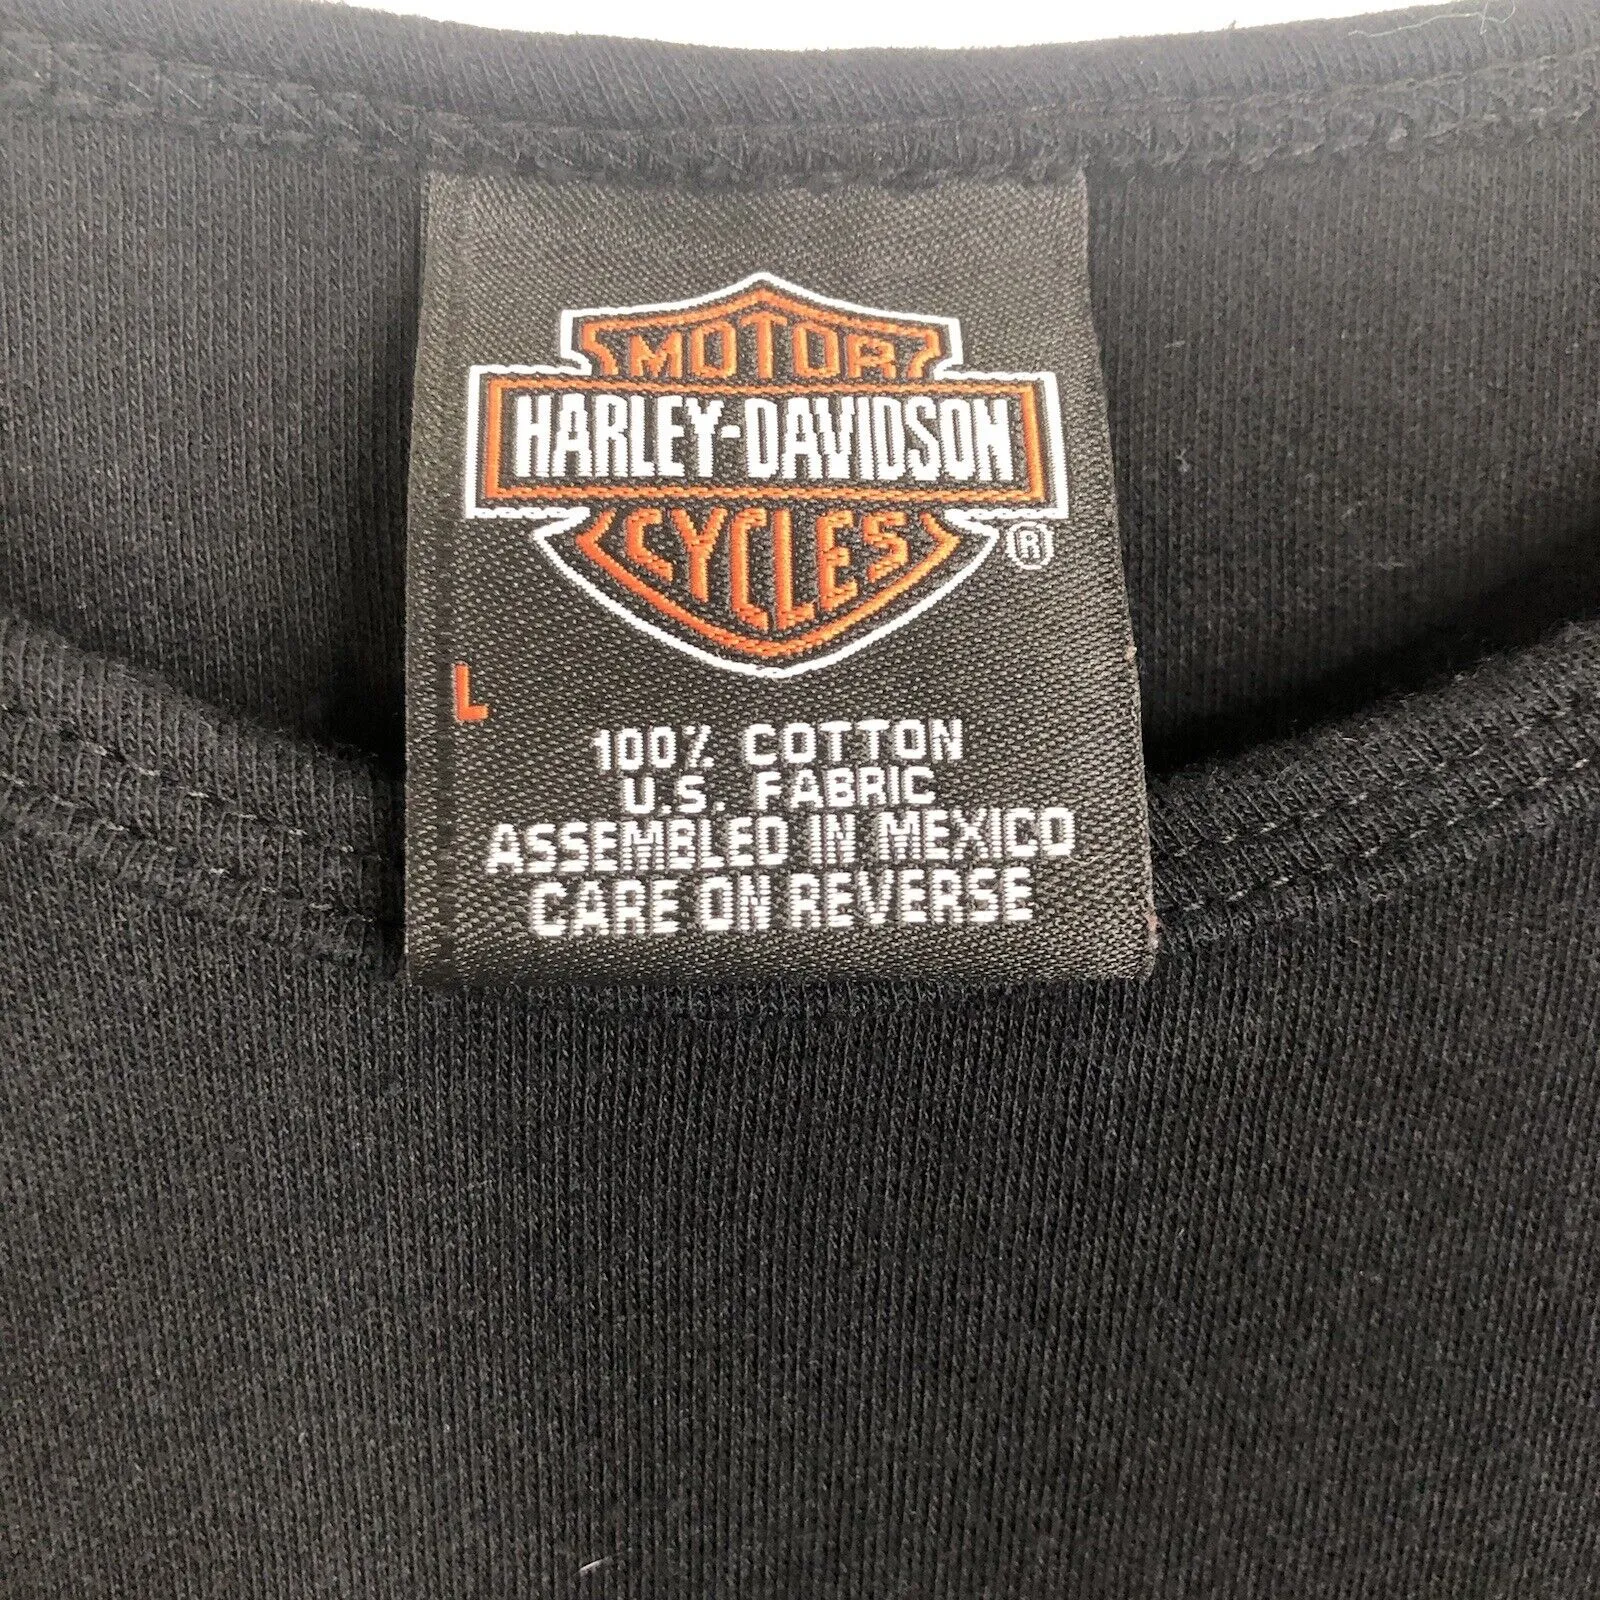 MOTOR
HARLEY-DAVIDSON
CYCLES
®
L
100% COTTON
U.S. FABRIC
ASSEMBLED IN MEXICO
CARE ON REVERSE